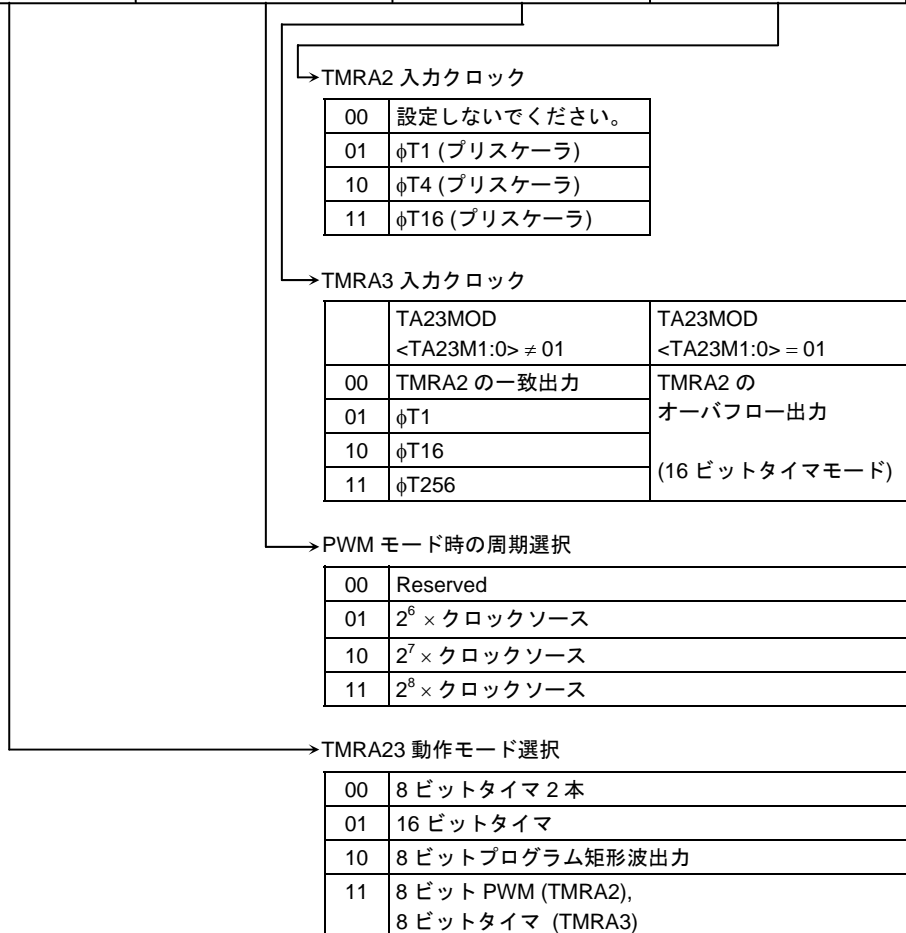 TMRA2 入力クロック
00 設定しないでください。
01 φT1 (プリスケーラ)
10 φT4 (プリスケーラ)
11 φT16 (プリスケーラ)
TMRA3 入力クロック
TA23MOD <TA23M1:0> ≠ 01 TA23MOD <TA23M1:0> = 01
00 TMRA2 の一致出力 TMRA2 の
01 φT1 オーバフロー出力
10 φT16
11 φT256 (16 ビットタイマモード)
PWM モード時の周期選択
00 Reserved
01 2⁶ × クロックソース
10 2⁷ × クロックソース
11 2⁸ × クロックソース
TMRA23 動作モード選択
00 8 ビットタイマ 2 本
01 16 ビットタイマ
10 8 ビットプログラム矩形波出力
11 8 ビット PWM (TMRA2),
8 ビットタイマ (TMRA3)